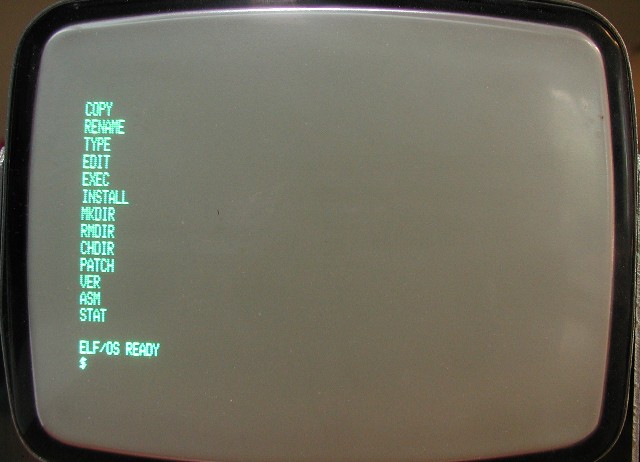 COPY
RENAME
TYPE
EDIT
EXEC
INSTALL
MKDIR
RMDIR
CHDIR
PATCH
VER
ASM
STAT
ELF/OS READY
$